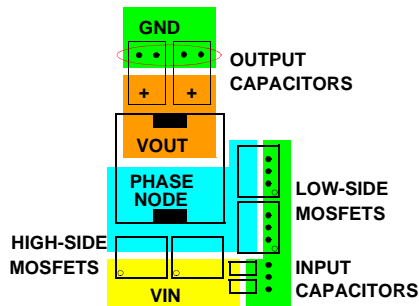 GND
OUTPUT
CAPACITORS
+ +
VOUT
PHASE
NODE
LOW-SIDE
MOSFETS
HIGH-SIDE
MOSFETS
VIN
INPUT
CAPACITORS